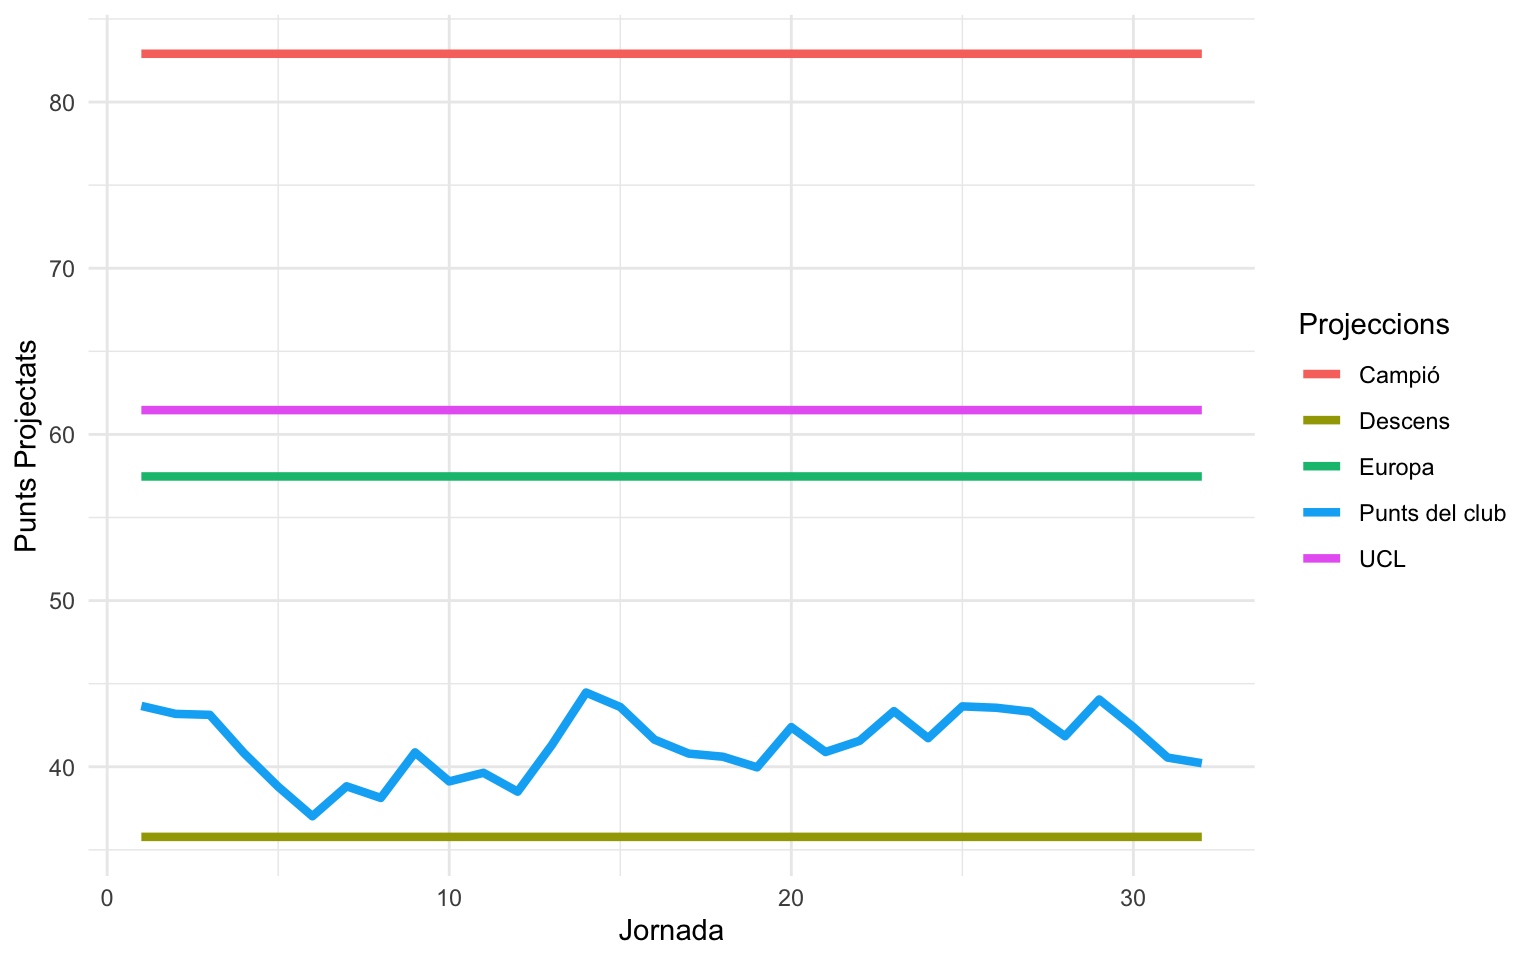 80
70
60
50
40
Punts Projectats
0
10
20
30
Jornada
Projeccions
Campió
Descens
Europa
Punts del club
UCL